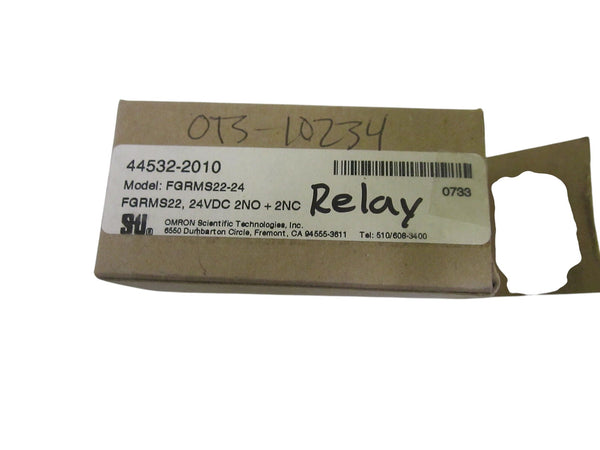 OTS-10234
44532-2010
Model: FGRMS22-24
0733
FGRMS22, 24VDC 2NO + 2NC
Relay
STI®
OMRON Scientific Technologies, Inc.
6550 Dumbarton Circle, Fremont, CA 94555-3611 Tel: 510/608-3400